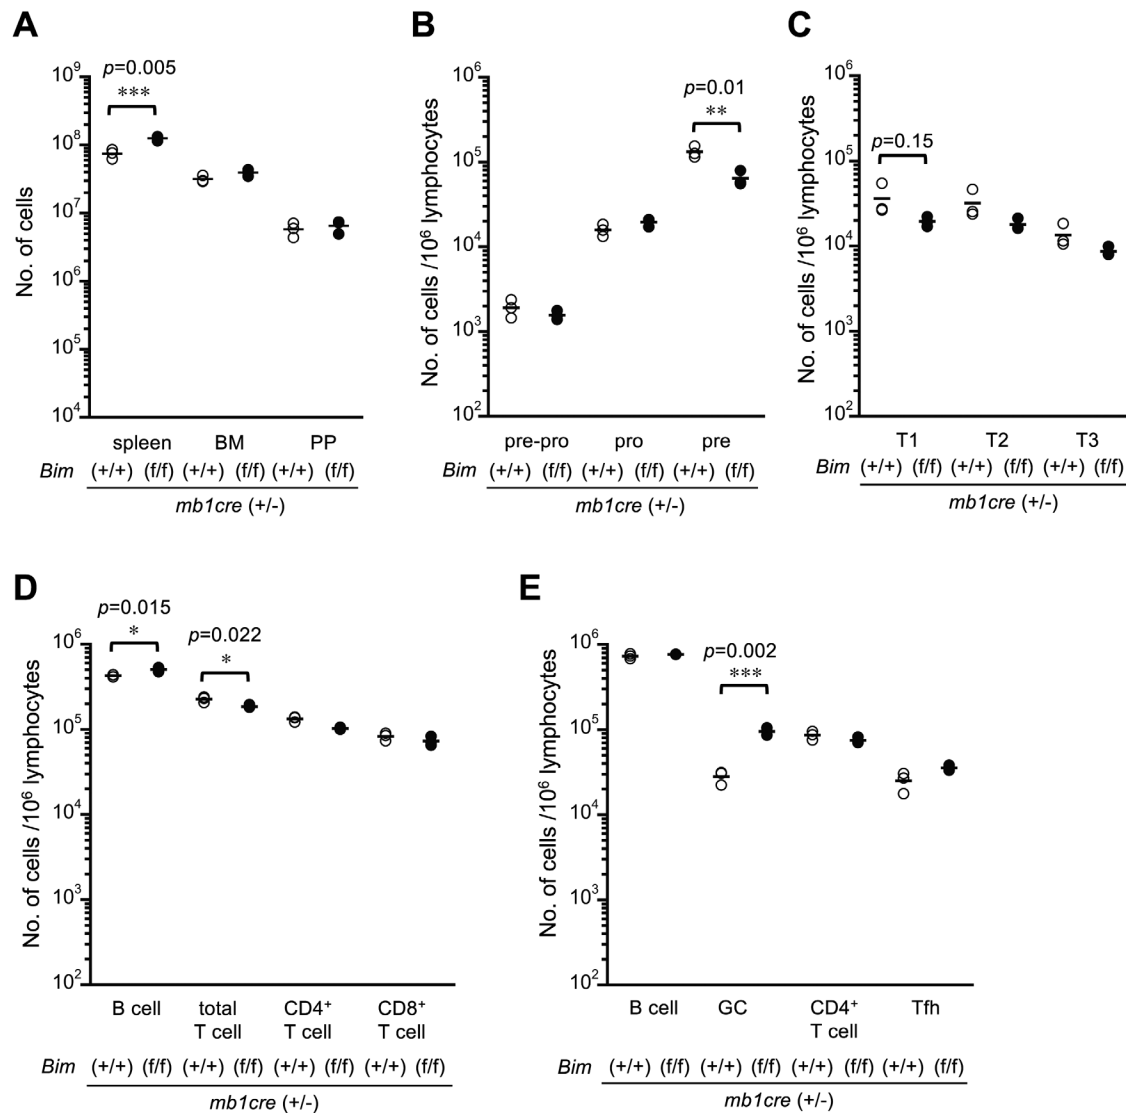 A
No. of cells
10⁹
10⁸
10⁷
10⁶
10⁵
10⁴
p=0.005
***
spleen BM PP
Bim (+/+) (f/f) (+/+) (f/f) (+/+) (f/f)
mb1cre (+/-)
B
No. of cells /10⁶ lymphocytes
10⁶
10⁵
10⁴
10³
10²
p=0.01
**
pre-pro pro pre
Bim (+/+) (f/f) (+/+) (f/f) (+/+) (f/f)
mb1cre (+/-)
C
No. of cells /10⁶ lymphocytes
10⁶
10⁵
10⁴
10³
10²
p=0.15
T1 T2 T3
Bim (+/+) (f/f) (+/+) (f/f) (+/+) (f/f)
mb1cre (+/-)
D
No. of cells /10⁶ lymphocytes
10⁶
10⁵
10⁴
10³
10²
p=0.015
*
p=0.022
*
B cell total CD4⁺ CD8⁺
T cell T cell T cell
Bim (+/+) (f/f) (+/+) (f/f) (+/+) (f/f) (+/+) (f/f)
mb1cre (+/-)
E
No. of cells /10⁶ lymphocytes
10⁶
10⁵
10⁴
10³
10²
p=0.002
***
B cell GC CD4⁺ Tfh
T cell
Bim (+/+) (f/f) (+/+) (f/f) (+/+) (f/f) (+/+) (f/f)
mb1cre (+/-)